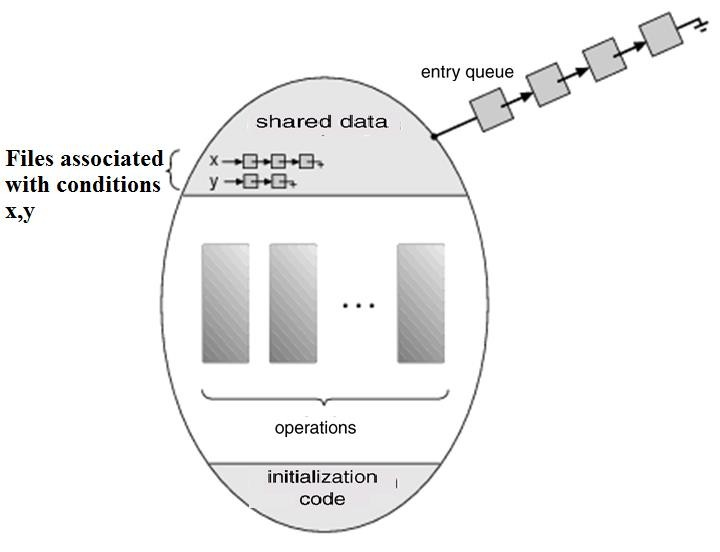 entry queue
shared data
Files associated
with conditions
x,y
x
y
...
operations
initialization
code